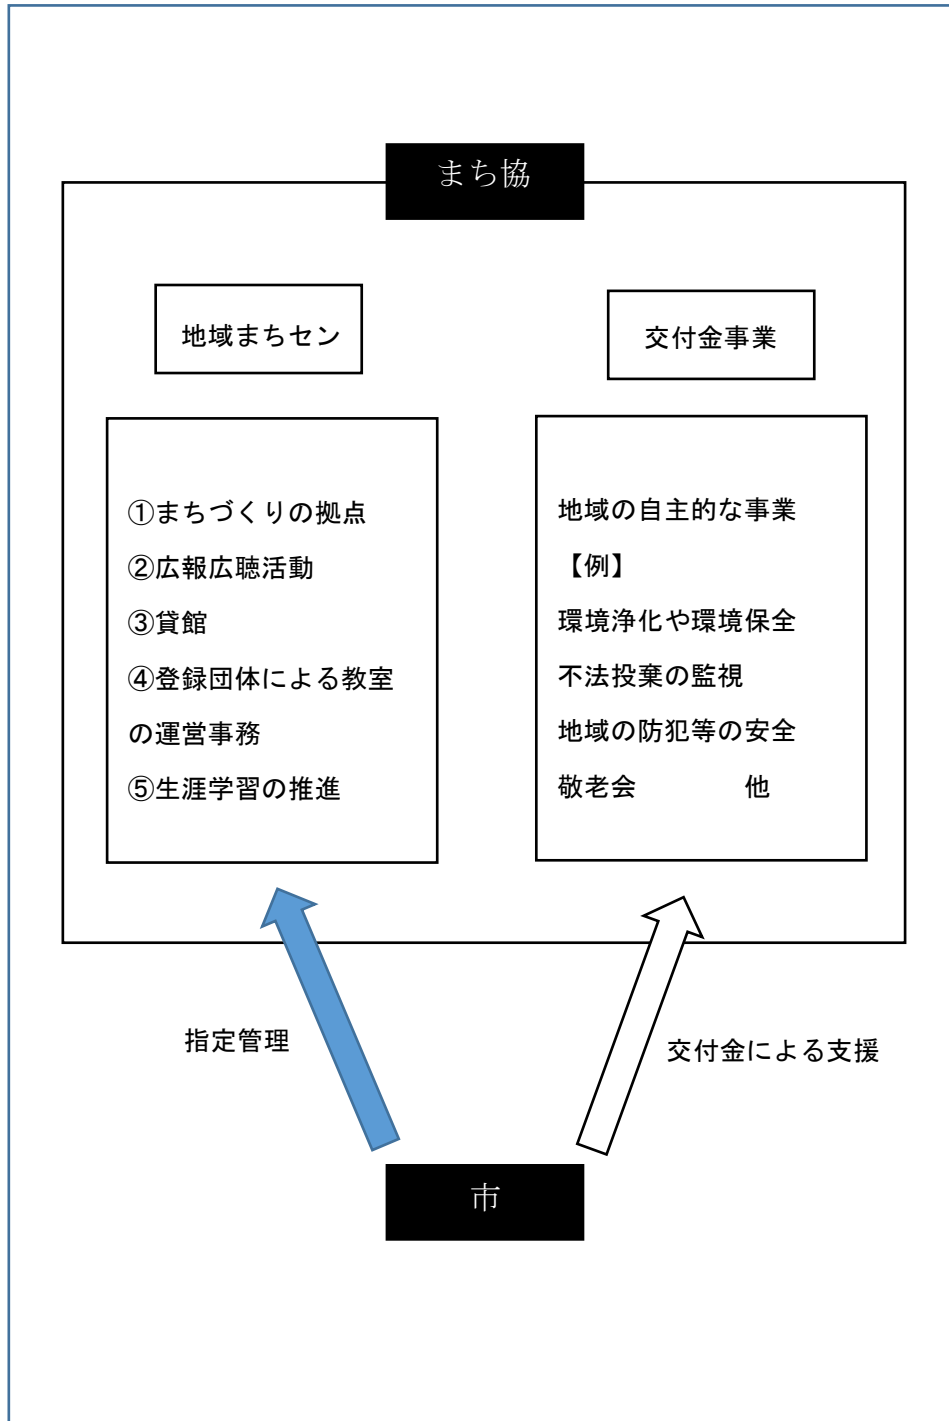 まち協
地域まちセン
①まちづくりの拠点
②広報広聴活動
③貸館
④登録団体による教室
の運営事務
⑤生涯学習の推進
交付金事業
地域の自主的な事業
【例】
環境浄化や環境保全
不法投棄の監視
地域の防犯等の安全
敬老会　　　　他
指定管理
交付金による支援
市